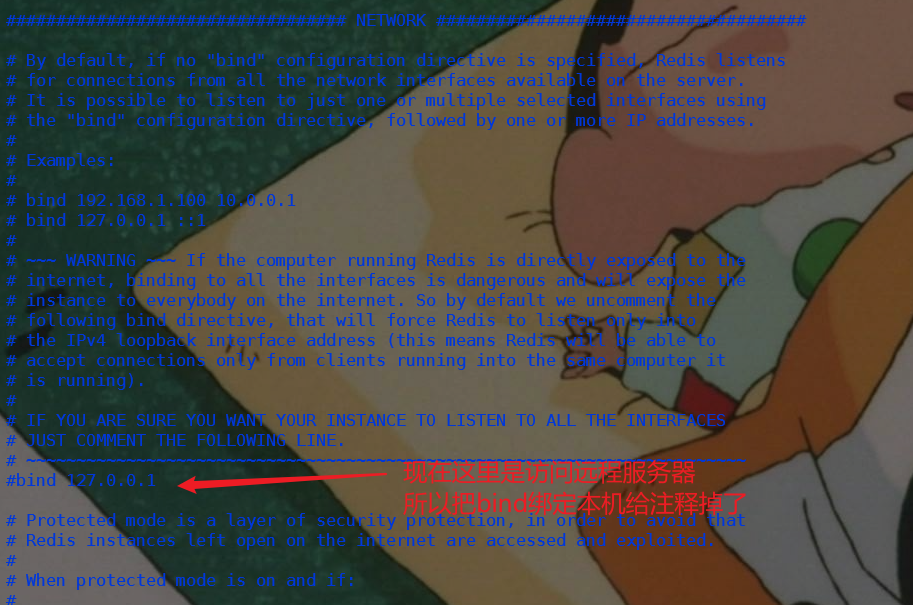 ################################## NETWORK #####################################
# By default, if no "bind" configuration directive is specified, Redis listens
# for connections from all the network interfaces available on the server.
# It is possible to listen to just one or multiple selected interfaces using
# the "bind" configuration directive, followed by one or more IP addresses.
#
# Examples:
#
# bind 192.168.1.100 10.0.0.1
# bind 127.0.0.1 ::1
#
# ~~~ WARNING ~~~ If the computer running Redis is directly exposed to the
# internet, binding to all the interfaces is dangerous and will expose the
# instance to everybody on the internet. So by default we uncomment the
# following bind directive, that will force Redis to listen only into
# the IPv4 loopback interface address (this means Redis will be able to
# accept connections only from clients running into the same computer it
# is running).
#
# IF YOU ARE SURE YOU WANT YOUR INSTANCE TO LISTEN TO ALL THE INTERFACES
# JUST COMMENT THE FOLLOWING LINE.
# ~~~~~~~~~~~~~~~~~~~~~~~~~~~~~~~~~~~~~~~~~~~~~~~~~~~~~~~~~~~~~~~~~~~~~~~~
#bind 127.0.0.1
现在这里是访问远程服务器
所以把bind绑定本机给注释掉了
# Protected mode is a layer of security protection, in order to avoid that
# Redis instances left open on the internet are accessed and exploited.
#
# When protected mode is on and if:
#